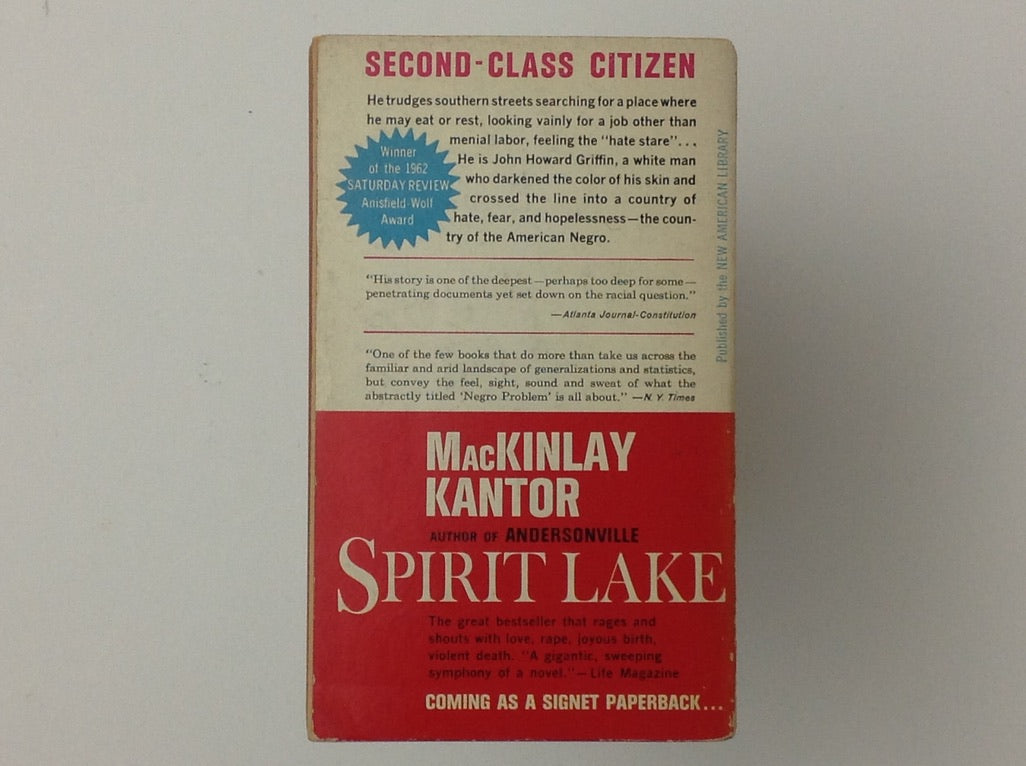 SECOND-CLASS CITIZEN
He trudges southern streets searching for a place where
he may eat or rest, looking vainly for a job other than
menial labor, feeling the "hate stare"...
He is John Howard Griffin, a white man
who darkened the color of his skin and
crossed the line into a country of
hate, fear, and hopelessness—the coun-
try of the American Negro.
Winner
of the 1962
SATURDAY REVIEW
Anisfield-Wolf
Award
"His story is one of the deepest—perhaps too deep for some—
penetrating documents yet set down on the racial question."
—Atlanta Journal-Constitution
"One of the few books that do more than take us across the
familiar and arid landscape of generalizations and statistics,
but convey the feel, sight, sound and sweat of what the
abstractly titled 'Negro Problem' is all about." —N. Y. Times
Published by the NEW AMERICAN LIBRARY
MACKINLAY
KANTOR
AUTHOR OF ANDERSONVILLE
SPIRIT LAKE
The great bestseller that rages and
shouts with love, rape, joyous birth,
violent death. "A gigantic, sweeping
symphony of a novel."—Life Magazine
COMING AS A SIGNET PAPERBACK...